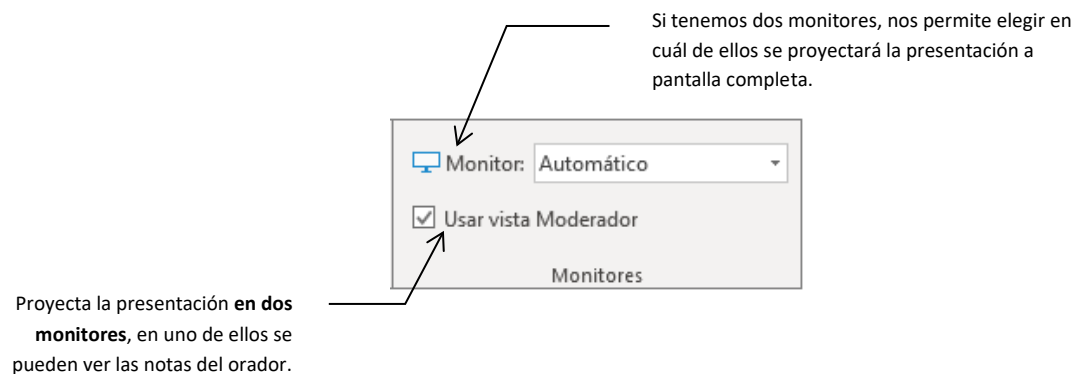 Si tenemos dos monitores, nos permite elegir en
cuál de ellos se proyectará la presentación a
pantalla completa.
Monitor: Automático
Usar vista Moderador
Monitores
Proyecta la presentación en dos
monitores, en uno de ellos se
pueden ver las notas del orador.